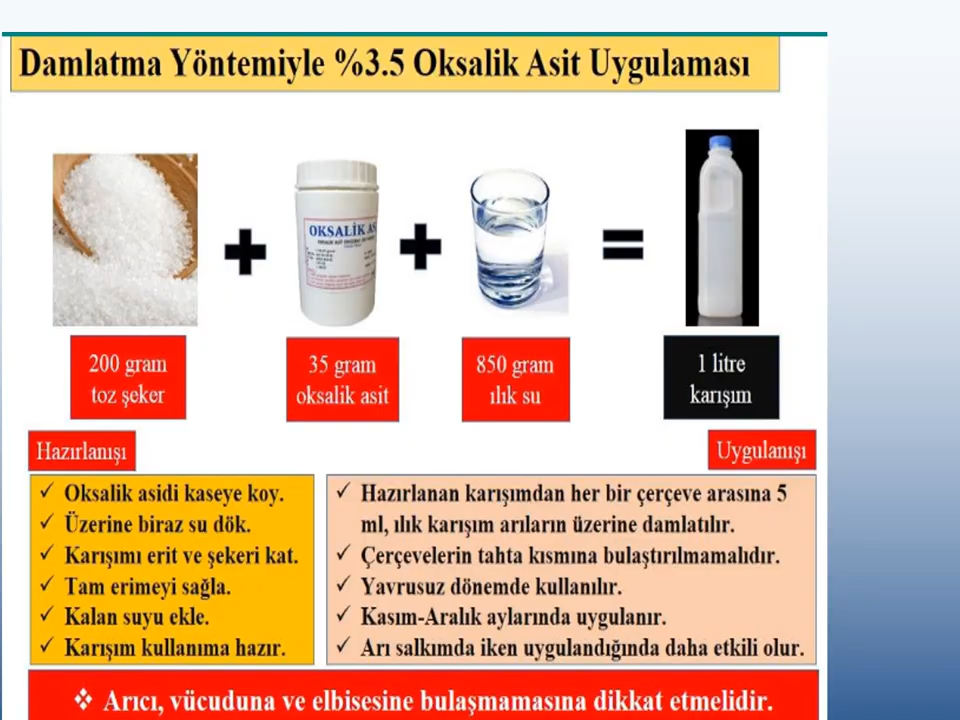 Damlatma Yöntemiyle %3.5 Oksalik Asit Uygulaması
OKSALİK AS
200 gram
toz şeker
35 gram
oksalik asit
850 gram
ılık su
1 litre
karışım
Hazırlanışı
✓ Oksalik asidi kaseye koy.
✓ Üzerine biraz su dök.
✓ Karışımı erit ve şekeri kat.
✓ Tam erimeyi sağla.
✓ Kalan suyu ekle.
✓ Karışım kullanıma hazır.
Uygulanışı
✓ Hazırlanan karışımdan her bir çerçeve arasına 5
ml, ılık karışım arıların üzerine damlatılır.
✓ Çerçevelerin tahta kısmına bulaştırılmamalıdır.
✓ Yavrusuz dönemde kullanılır.
✓ Kasım-Aralık aylarında uygulanır.
✓ Arı salkımda iken uygulandığında daha etkili olur.
❖ Arıcı, vücuduna ve elbisesine bulaşmamasına dikkat etmelidir.